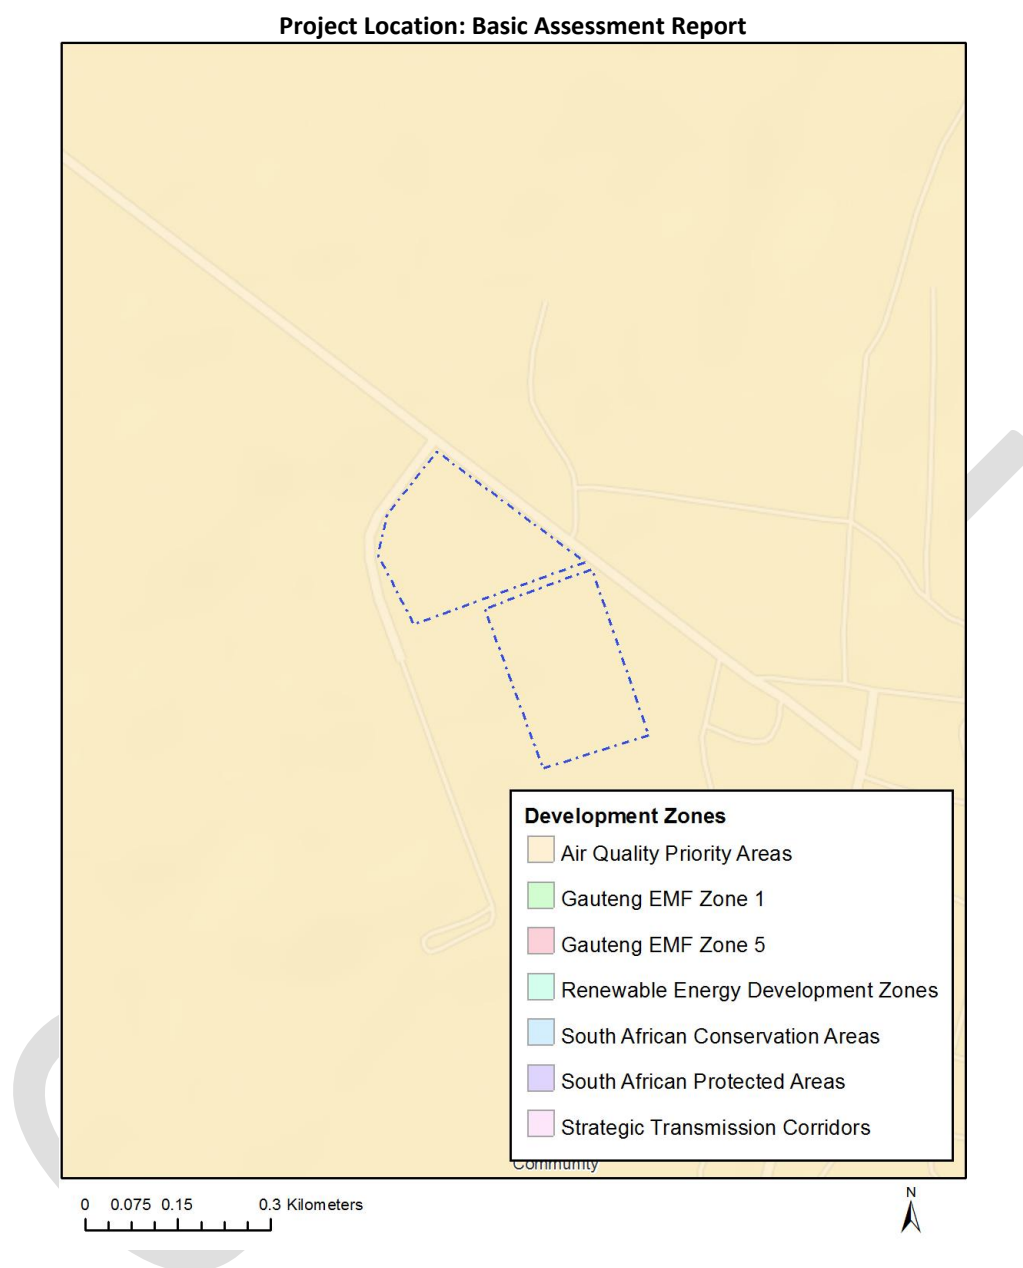 Project Location: Basic Assessment Report
Development Zones
Air Quality Priority Areas
Gauteng EMF Zone 1
Gauteng EMF Zone 5
Renewable Energy Development Zones
South African Conservation Areas
South African Protected Areas
Strategic Transmission Corridors
Community
0 0.075 0.15 0.3 Kilometers
N